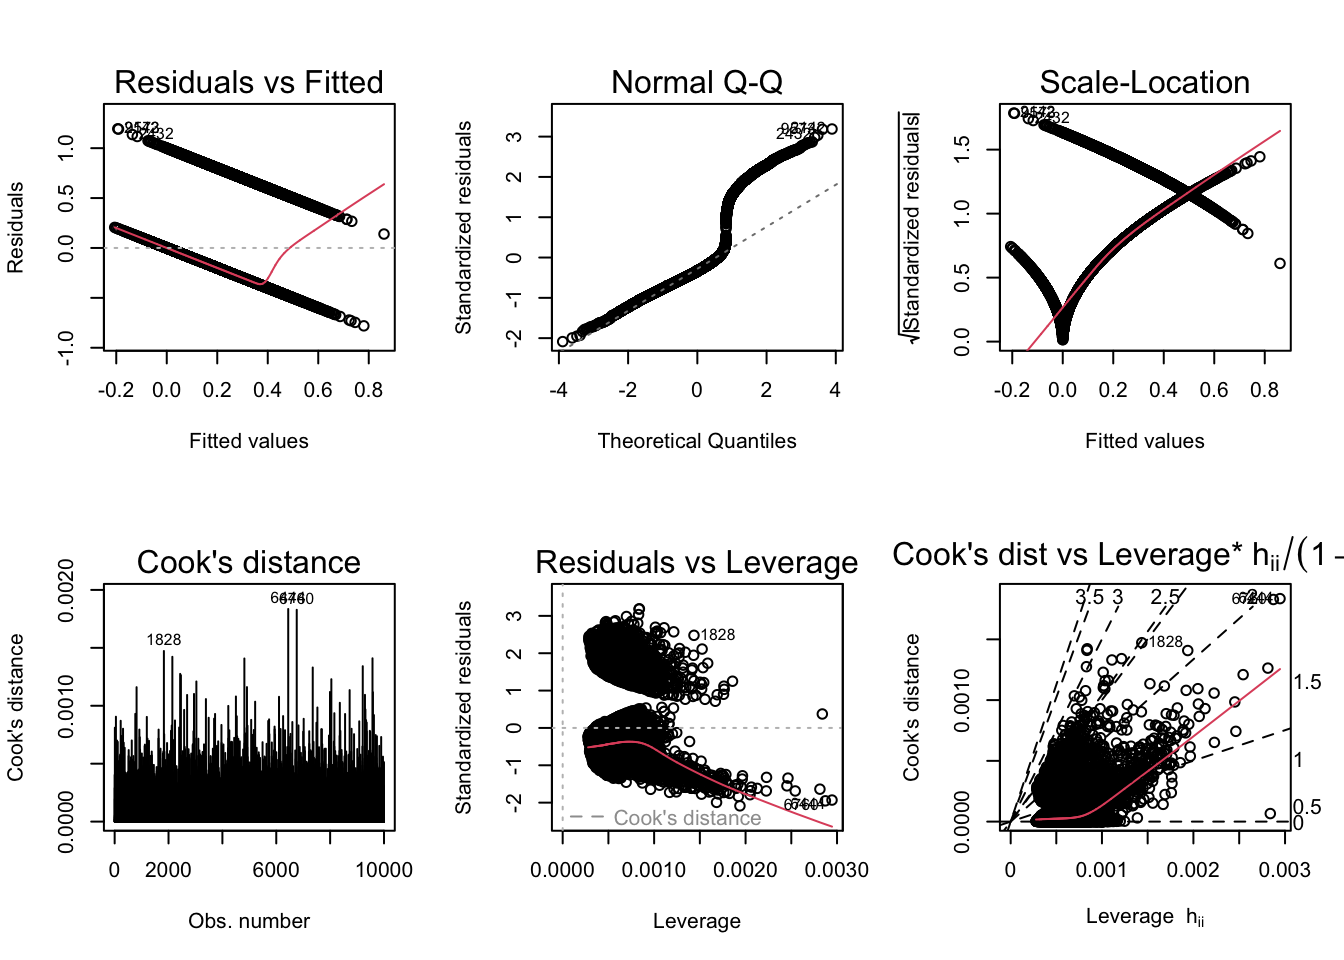 Residuals vs Fitted
Residuals
1.0
0.5
0.0
-1.0
2432
-0.2 0.0 0.2 0.4 0.6 0.8
Fitted values
Normal Q-Q
Standardized residuals
3
2
1
0
-1
-2
-4 -2 0 2 4
Theoretical Quantiles
Scale-Location
√|Standardized residuals|
1.5
1.0
0.5
0.0
-0.2 0.0 0.2 0.4 0.6 0.8
Fitted values
Cook's distance
Cook's distance
0.0020
0.0010
0.0000
1828
0 2000 6000 10000
Obs. number
Residuals vs Leverage
Standardized residuals
3
2
1
0
-1
-2
1828
Cook's distance
0.0000 0.0010 0.0020 0.0030
Leverage
Cook's dist vs Leverage* hᵢᵢ/(1−
Cook's distance
0.0010
0.0000
3.5 3 2.5 2
1828
1.5
1
0.5
0
0 0.001 0.002 0.003
Leverage hᵢᵢ